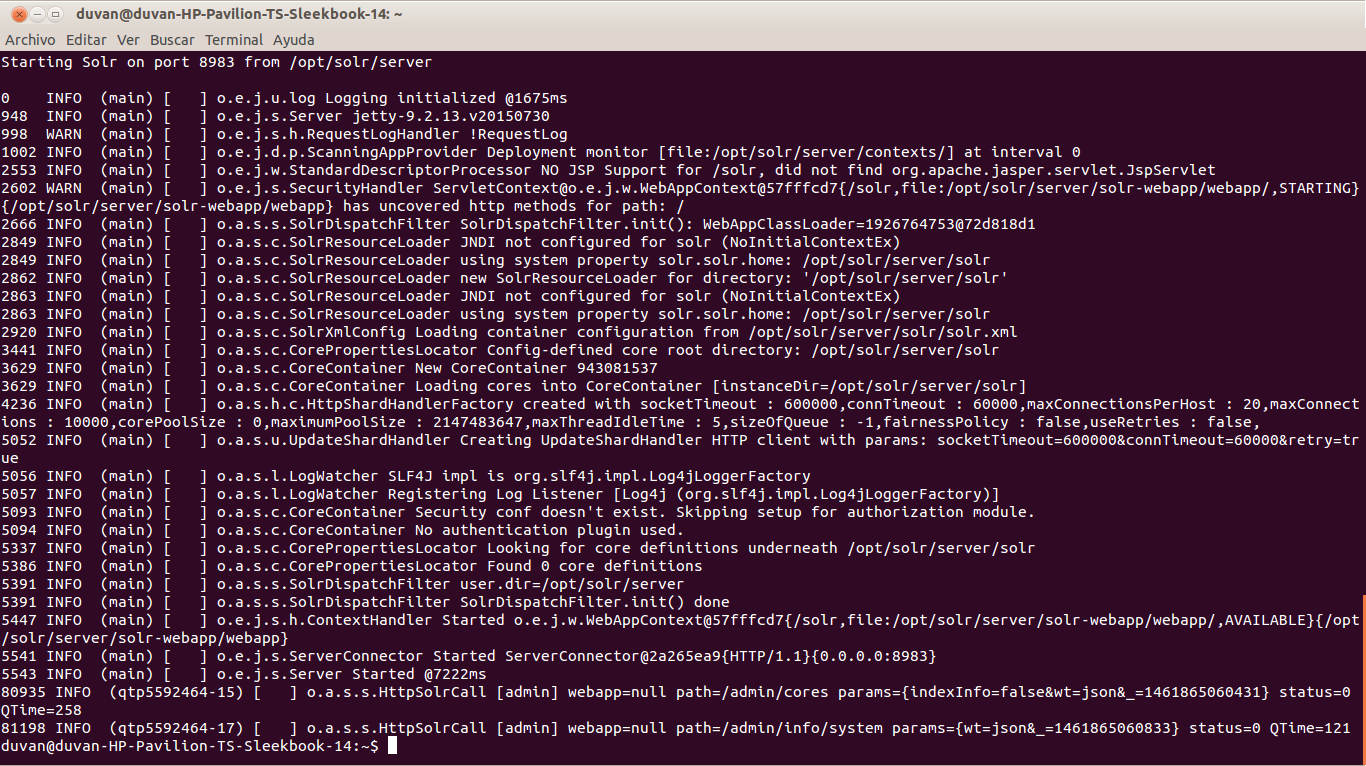 duvan@duvan-HP-Pavilion-TS-Sleekbook-14: ~
Archivo Editar Ver Buscar Terminal Ayuda
Starting Solr on port 8983 from /opt/solr/server
0    INFO  (main) [   ] o.e.j.u.log Logging initialized @1675ms
948  INFO  (main) [   ] o.e.j.s.Server jetty-9.2.13.v20150730
998  WARN  (main) [   ] o.e.j.s.h.RequestLogHandler !RequestLog
1002 INFO  (main) [   ] o.e.j.d.p.ScanningAppProvider Deployment monitor [file:/opt/solr/server/contexts/] at interval 0
2553 INFO  (main) [   ] o.e.j.w.StandardDescriptorProcessor NO JSP Support for /solr, did not find org.apache.jasper.servlet.JspServlet
2602 WARN  (main) [   ] o.e.j.s.SecurityHandler ServletContext@o.e.j.w.WebAppContext@57fffcd7{/solr,file:/opt/solr/server/solr-webapp/webapp/,STARTING}
{/opt/solr/server/solr-webapp/webapp} has uncovered http methods for path: /
2666 INFO  (main) [   ] o.a.s.s.SolrDispatchFilter SolrDispatchFilter.init(): WebAppClassLoader=1926764753@72d818d1
2849 INFO  (main) [   ] o.a.s.c.SolrResourceLoader JNDI not configured for solr (NoInitialContextEx)
2849 INFO  (main) [   ] o.a.s.c.SolrResourceLoader using system property solr.solr.home: /opt/solr/server/solr
2862 INFO  (main) [   ] o.a.s.c.SolrResourceLoader new SolrResourceLoader for directory: '/opt/solr/server/solr'
2863 INFO  (main) [   ] o.a.s.c.SolrResourceLoader JNDI not configured for solr (NoInitialContextEx)
2863 INFO  (main) [   ] o.a.s.c.SolrResourceLoader using system property solr.solr.home: /opt/solr/server/solr
2920 INFO  (main) [   ] o.a.s.c.SolrXmlConfig Loading container configuration from /opt/solr/server/solr/solr.xml
3441 INFO  (main) [   ] o.a.s.c.CorePropertiesLocator Config-defined core root directory: /opt/solr/server/solr
3629 INFO  (main) [   ] o.a.s.c.CoreContainer New CoreContainer 943081537
3629 INFO  (main) [   ] o.a.s.c.CoreContainer Loading cores into CoreContainer [instanceDir=/opt/solr/server/solr]
4236 INFO  (main) [   ] o.a.s.h.c.HttpShardHandlerFactory created with socketTimeout : 600000,connTimeout : 60000,maxConnectionsPerHost : 20,maxConnect
ions : 10000,corePoolSize : 0,maximumPoolSize : 2147483647,maxThreadIdleTime : 5,sizeOfQueue : -1,fairnessPolicy : false,useRetries : false,
5052 INFO  (main) [   ] o.a.s.u.UpdateShardHandler Creating UpdateShardHandler HTTP client with params: socketTimeout=600000&connTimeout=60000&retry=tr
ue
5056 INFO  (main) [   ] o.a.s.l.LogWatcher SLF4J impl is org.slf4j.impl.Log4jLoggerFactory
5057 INFO  (main) [   ] o.a.s.l.LogWatcher Registering Log Listener [Log4j (org.slf4j.impl.Log4jLoggerFactory)]
5093 INFO  (main) [   ] o.a.s.c.CoreContainer Security conf doesn't exist. Skipping setup for authorization module.
5094 INFO  (main) [   ] o.a.s.c.CoreContainer No authentication plugin used.
5337 INFO  (main) [   ] o.a.s.c.CorePropertiesLocator Looking for core definitions underneath /opt/solr/server/solr
5386 INFO  (main) [   ] o.a.s.c.CorePropertiesLocator Found 0 core definitions
5391 INFO  (main) [   ] o.a.s.s.SolrDispatchFilter user.dir=/opt/solr/server
5391 INFO  (main) [   ] o.a.s.s.SolrDispatchFilter SolrDispatchFilter.init() done
5447 INFO  (main) [   ] o.e.j.s.h.ContextHandler Started o.e.j.w.WebAppContext@57fffcd7{/solr,file:/opt/solr/server/solr-webapp/webapp/,AVAILABLE}{/opt
/solr/server/solr-webapp/webapp}
5541 INFO  (main) [   ] o.e.j.s.ServerConnector Started ServerConnector@2a265ea9{HTTP/1.1}{0.0.0.0:8983}
5543 INFO  (main) [   ] o.e.j.s.Server Started @7222ms
80935 INFO  (qtp5592464-15) [   ] o.a.s.s.HttpSolrCall [admin] webapp=null path=/admin/cores params={indexInfo=false&wt=json&_=1461865060431} status=0
QTime=258
81198 INFO  (qtp5592464-17) [   ] o.a.s.s.HttpSolrCall [admin] webapp=null path=/admin/info/system params={wt=json&_=1461865060833} status=0 QTime=121
duvan@duvan-HP-Pavilion-TS-Sleekbook-14:~$